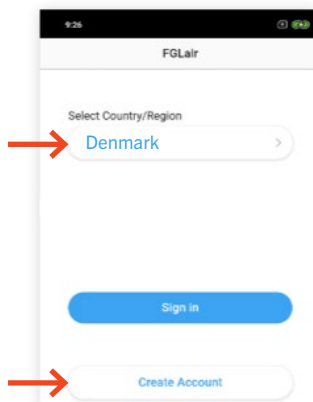 9:26
FGLair
Select Country/Region
Denmark
Sign in
Create Account